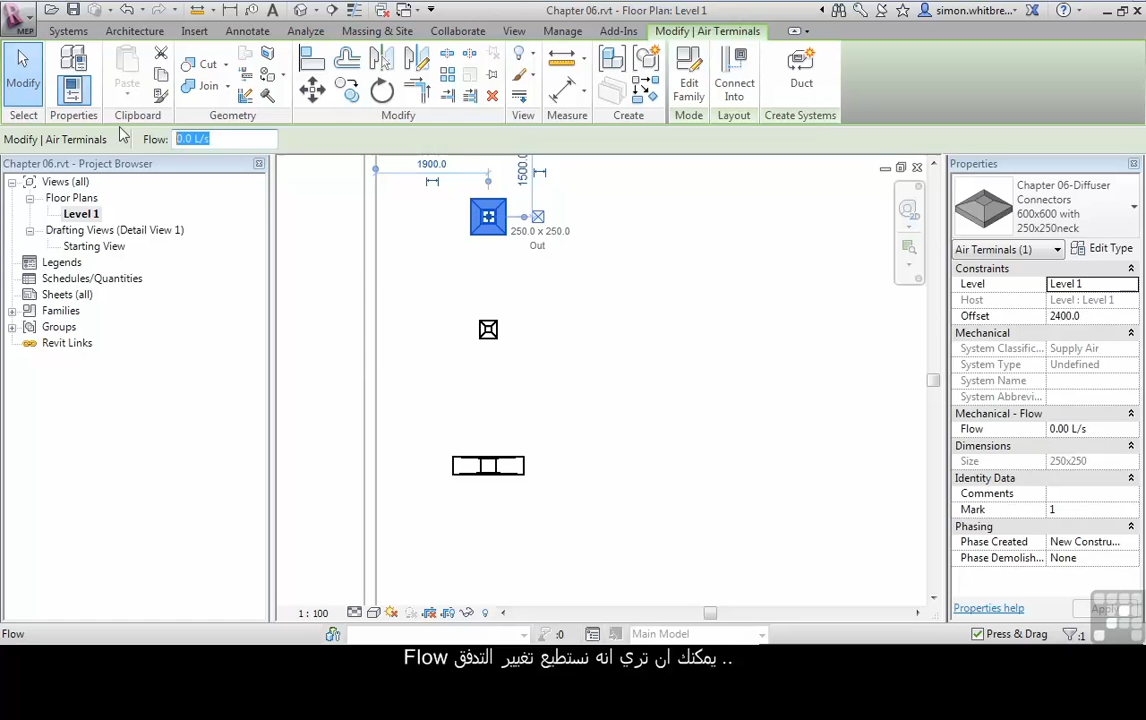 Chapter 06.rvt - Floor Plan: Level 1
simon.whitbre...
MEP
Systems
Architecture
Insert
Annotate
Analyze
Massing & Site
Collaborate
View
Manage
Add-Ins
Modify | Air Terminals
Modify
Paste
Cut
Join
Edit Family
Connect Into
Duct
Select
Properties
Clipboard
Geometry
Modify
View
Measure
Create
Mode
Layout
Create Systems
Modify | Air Terminals
Flow:
0.0 L/s
Chapter 06.rvt - Project Browser
Views (all)
Floor Plans
Level 1
Drafting Views (Detail View 1)
Starting View
Legends
Schedules/Quantities
Sheets (all)
Families
Groups
Revit Links
1900.0
1500.0
250.0 x 250.0
Out
2D
Properties
Chapter 06-Diffuser Connectors
600x600 with 250x250neck
Air Terminals (1)
Edit Type
Constraints
Level Level 1
Host Level : Level 1
Offset 2400.0
Mechanical
System Classific... Supply Air
System Type Undefined
System Name
System Abbrevi...
Mechanical - Flow
Flow 0.00 L/s
Dimensions
Size 250x250
Identity Data
Comments
Mark 1
Phasing
Phase Created New Constru...
Phase Demolish... None
Properties help
Apply
1 : 100
Flow
:0
Main Model
Press & Drag
:1
يمكنك ان تري انه نستطيع تغيير التدفق Flow ..